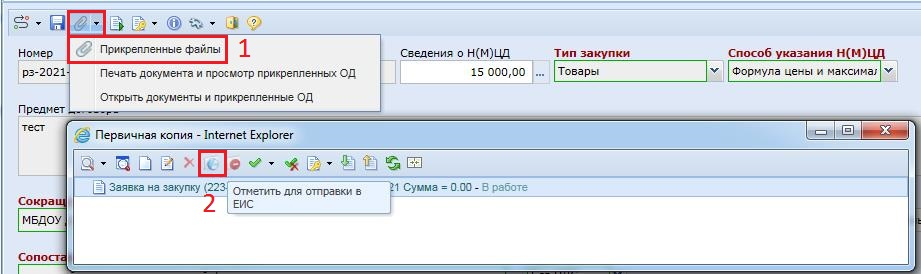 Прикрепленные файлы 1
Печать документа и просмотр прикрепленных ОД
Открыть документы и прикрепленные ОД
Номер
рз-2021-
Сведения о Н(М)ЦД
15 000,00 ...
Тип закупки
Товары
Способ указания Н(М)ЦД
Формула цены и максимал
Предмет договора
тест
Первичная копия - Internet Explorer
Заявка на закупку (223- 21 Сумма = 0.00 - В работе
2 Отметить для отправки в
ЕИС
Сокращ
МБДОУ
Сопоста